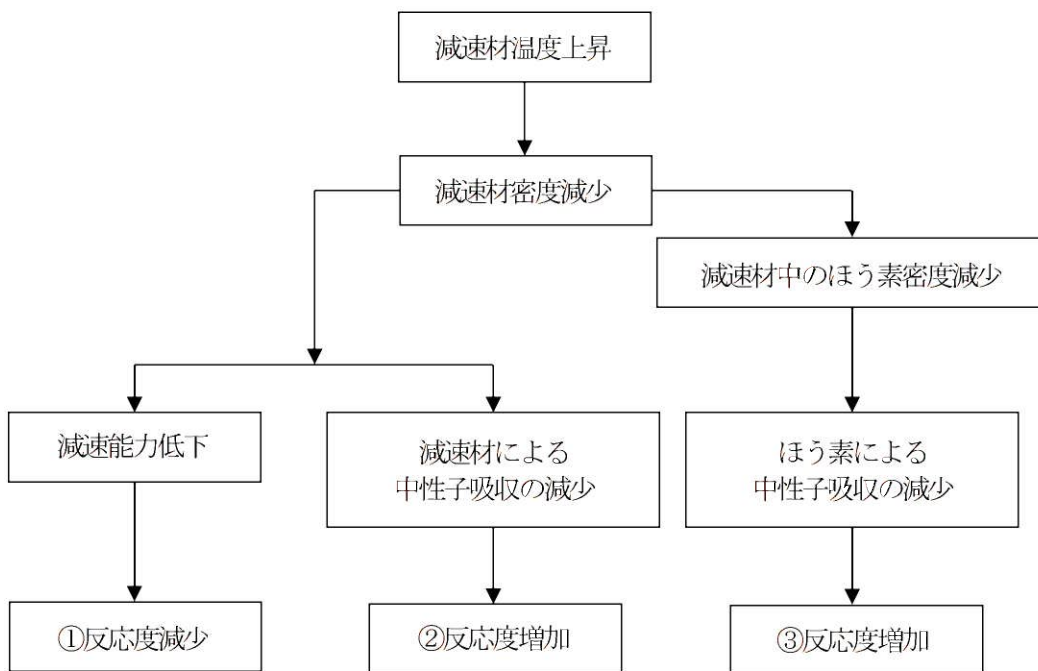 減速材温度上昇
減速材密度減少
減速材中のほう素密度減少
減速能力低下
減速材による
中性子吸収の減少
ほう素による
中性子吸収の減少
①反応度減少
②反応度増加
③反応度増加